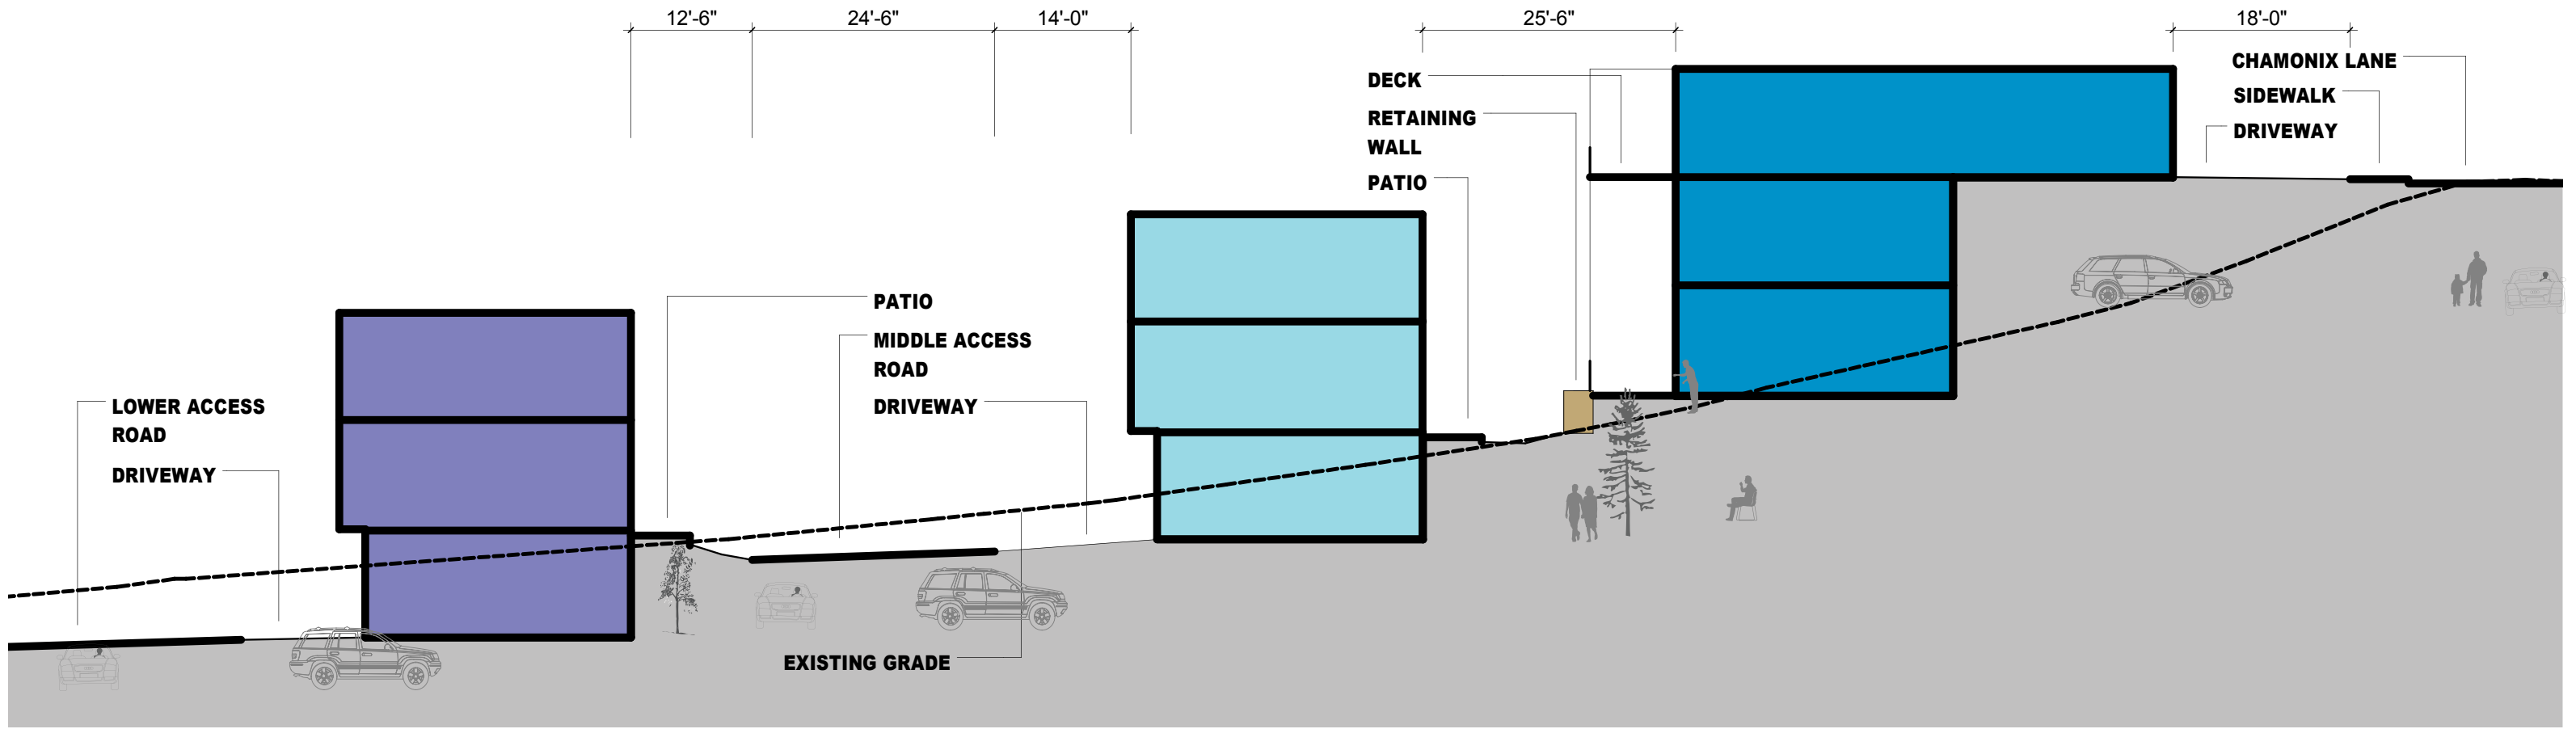 12'-6"
24'-6"
14'-0"
25'-6"
18'-0"
DECK
RETAINING
WALL
PATIO
CHAMONIX LANE
SIDEWALK
DRIVEWAY
PATIO
MIDDLE ACCESS
ROAD
DRIVEWAY
LOWER ACCESS
ROAD
DRIVEWAY
EXISTING GRADE